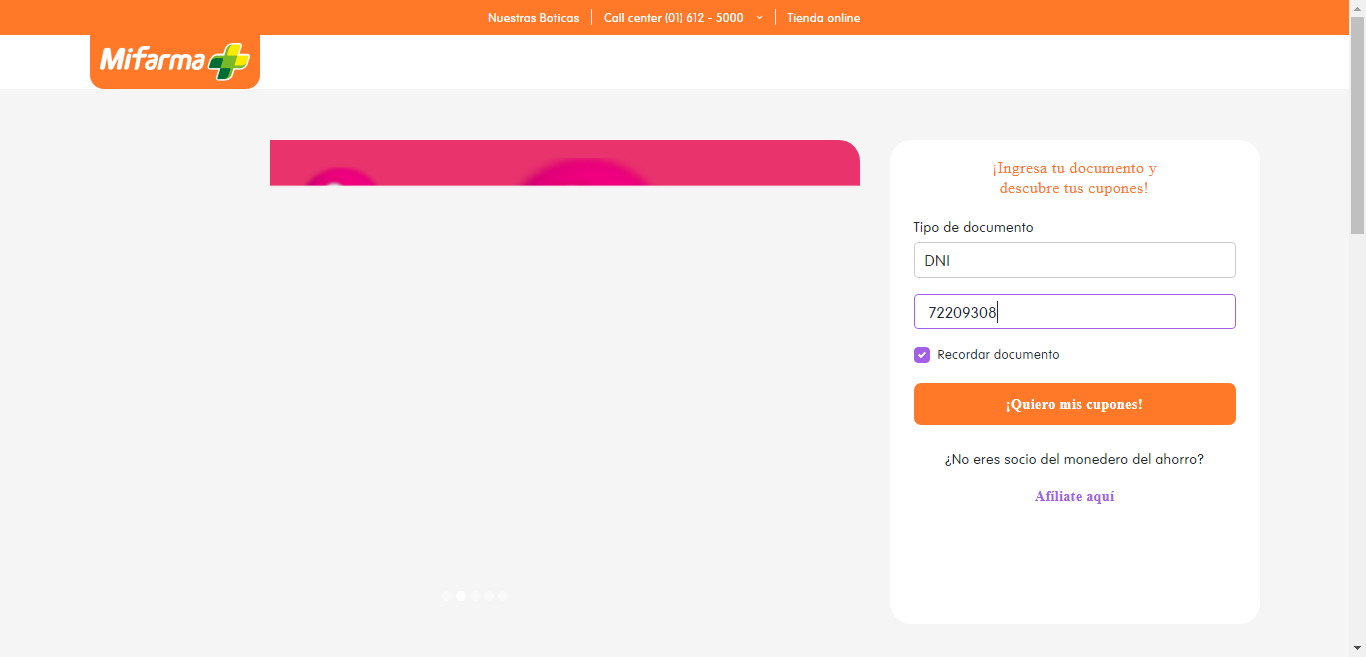 Nuestras Boticas
Call center (01) 612 - 5000
Tienda online
Mifarma
¡Ingresa tu documento y
descubre tus cupones!
Tipo de documento
DNI
72209308
Recordar documento
¡Quiero mis cupones!
¿No eres socio del monedero del ahorro?
Afíliate aquí